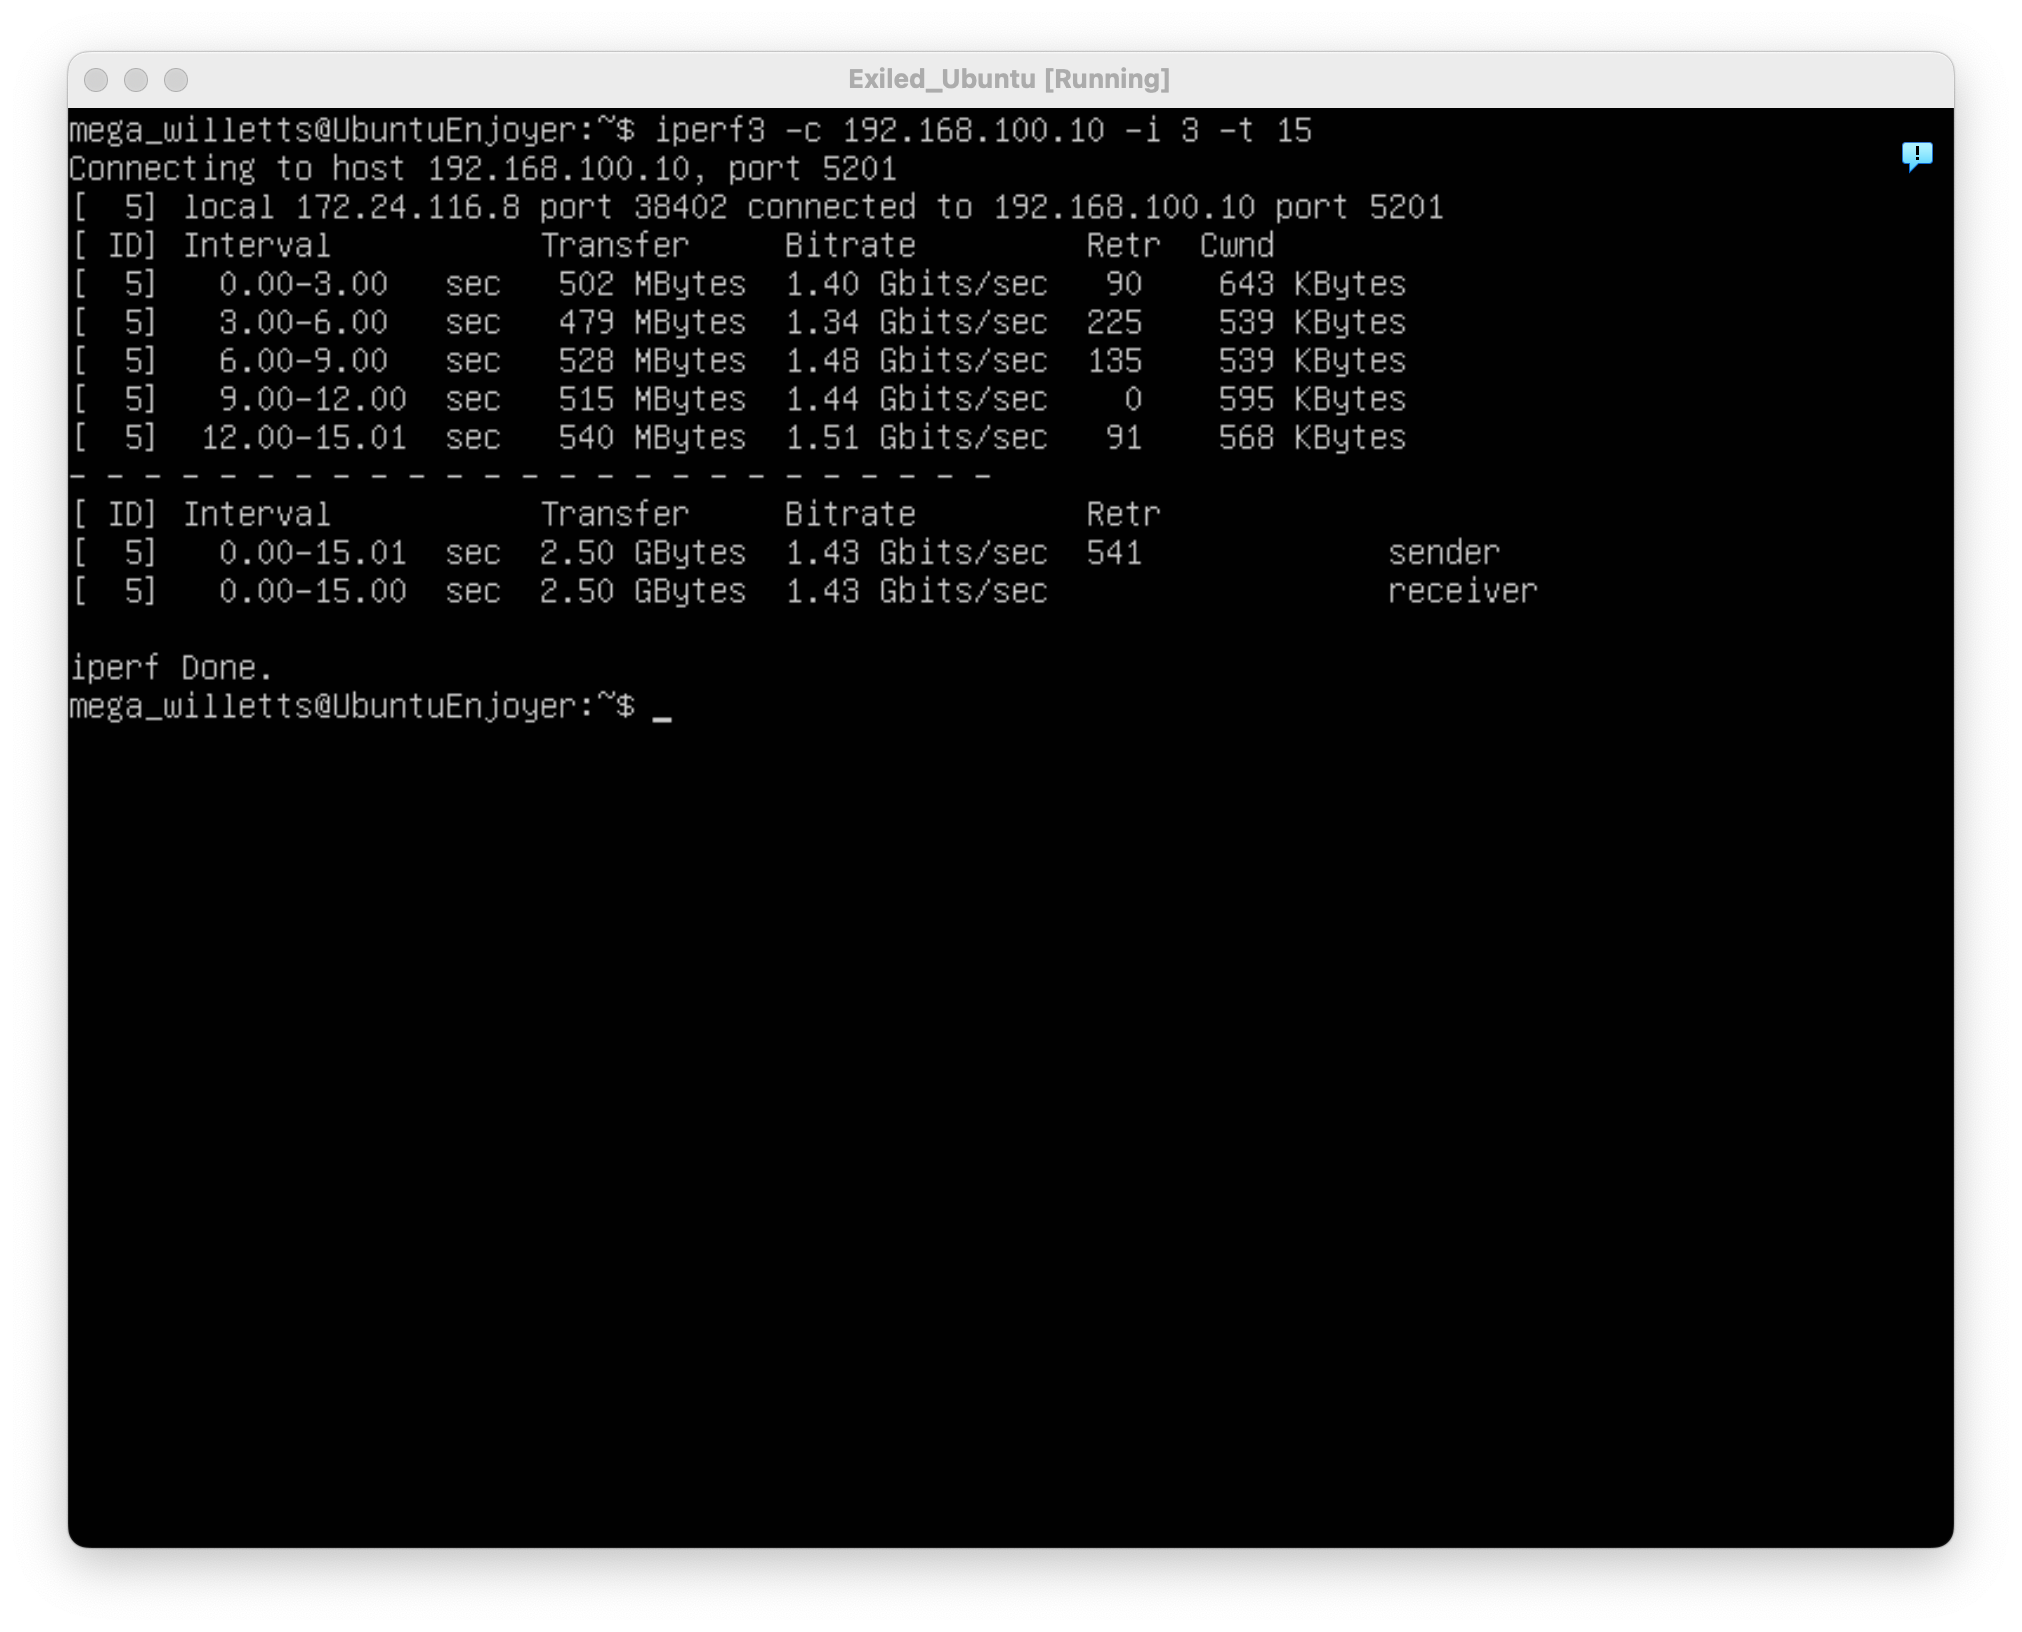 Exiled_Ubuntu [Running]
mega_willetts@UbuntuEnjoyer:~$ iperf3 -c 192.168.100.10 -i 3 -t 15
Connecting to host 192.168.100.10, port 5201
[  5] local 172.24.116.8 port 38402 connected to 192.168.100.10 port 5201
[ ID] Interval           Transfer     Bitrate         Retr  Cwnd
[  5]   0.00-3.00   sec   502 MBytes  1.40 Gbits/sec   90    643 KBytes
[  5]   3.00-6.00   sec   479 MBytes  1.34 Gbits/sec  225    539 KBytes
[  5]   6.00-9.00   sec   528 MBytes  1.48 Gbits/sec  135    539 KBytes
[  5]   9.00-12.00  sec   515 MBytes  1.44 Gbits/sec    0    595 KBytes
[  5]  12.00-15.01  sec   540 MBytes  1.51 Gbits/sec   91    568 KBytes
- - - - - - - - - - - - - - - - - - - - - - - - -
[ ID] Interval           Transfer     Bitrate         Retr
[  5]   0.00-15.01  sec  2.50 GBytes  1.43 Gbits/sec  541             sender
[  5]   0.00-15.00  sec  2.50 GBytes  1.43 Gbits/sec                  receiver
iperf Done.
mega_willetts@UbuntuEnjoyer:~$ _